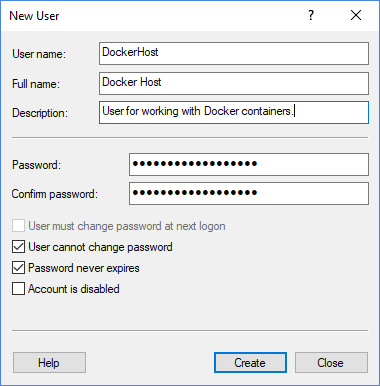 New User
User name: DockerHost
Full name: Docker Host
Description: User for working with Docker containers.
Password: ●●●●●●●●●●●●●●●●●●
Confirm password: ●●●●●●●●●●●●●●●●●●
User must change password at next logon
User cannot change password
Password never expires
Account is disabled
Help Create Close